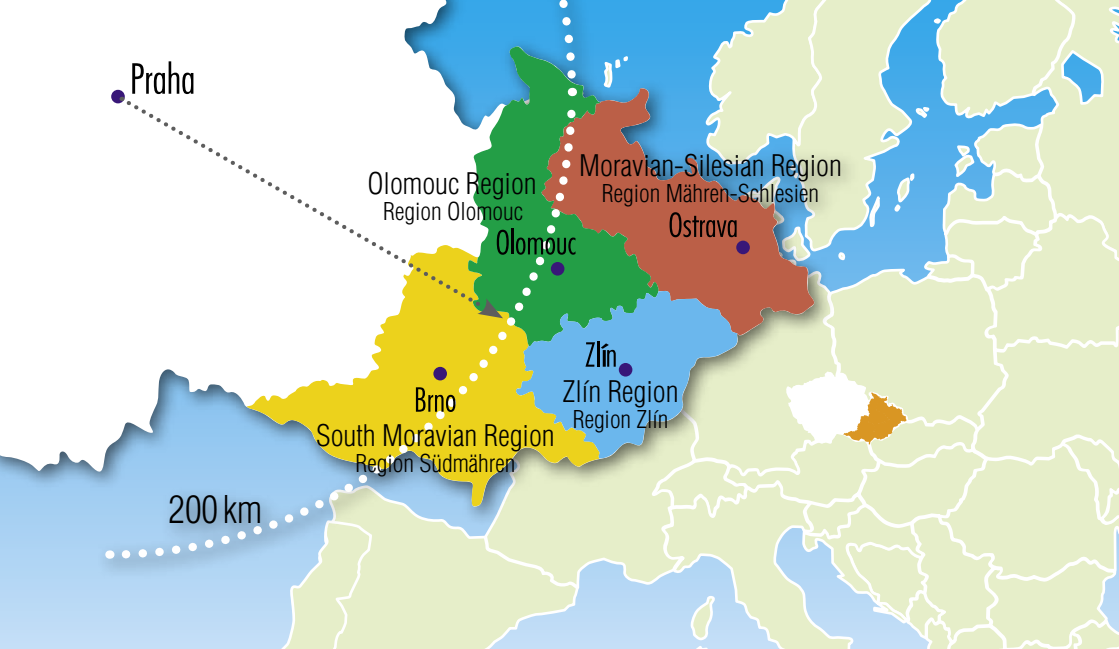 Praha
Moravian-Silesian Region
Region Mähren-Schlesien
Olomouc Region
Region Olomouc
Ostrava
Olomouc
Zlín
Zlín Region
Region Zlín
Brno
South Moravian Region
Region Südmähren
200 km